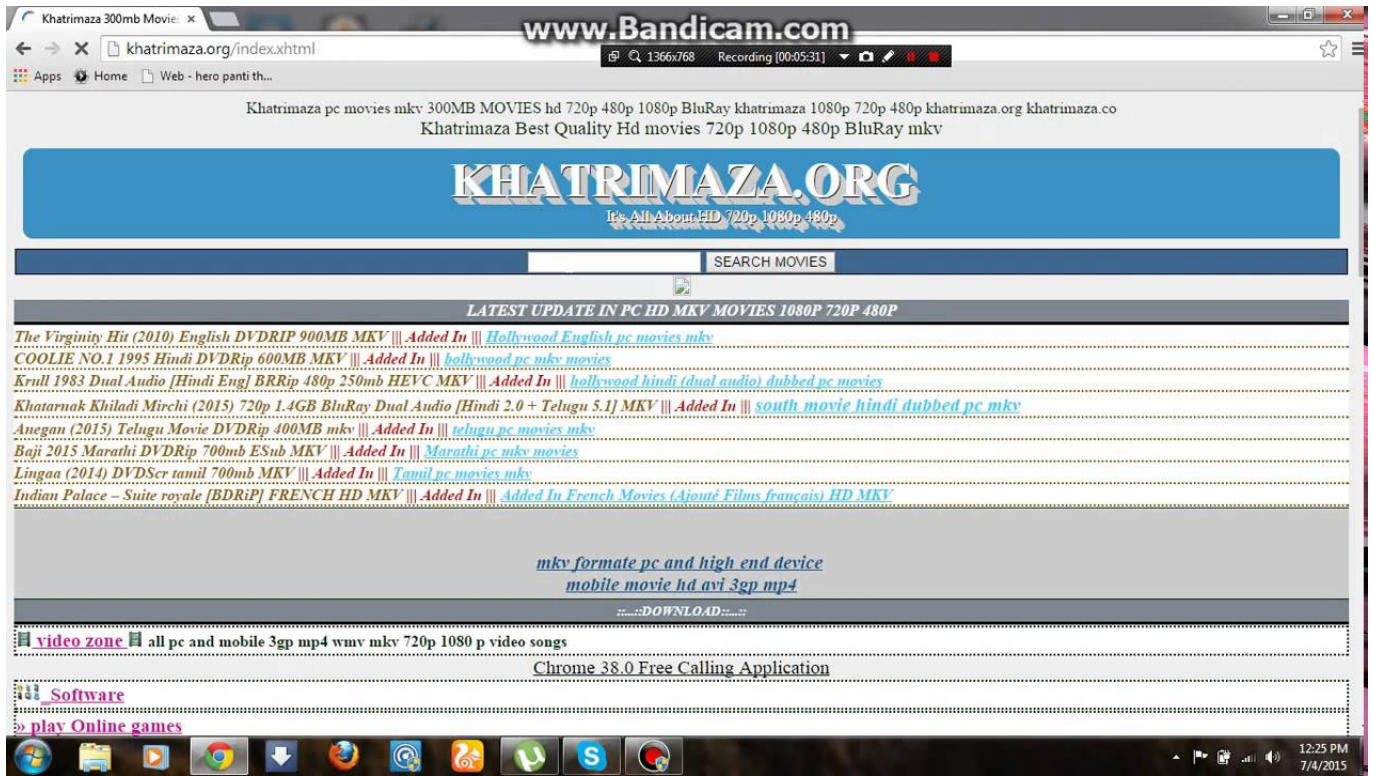 Khatrimaza 300mb Movie:
www.Bandicam.com
khatrimaza.org/index.xhtml
1366x768 Recording [00:05:31]
Apps Home Web - hero panti th...
Khatrimaza pc movies mkv 300MB MOVIES hd 720p 480p 1080p BluRay khatrimaza 1080p 720p 480p khatrimaza.org khatrimaza.co
Khatrimaza Best Quality Hd movies 720p 1080p 480p BluRay mkv
KHATRIMAZA.ORG
It's All About HD 720p 1080p 480p
SEARCH MOVIES
LATEST UPDATE IN PC HD MKV MOVIES 1080P 720P 480P
The Virginity Hit (2010) English DVDRIP 900MB MKV ||| Added In ||| Hollywood English pc movies mkv
COOLIE NO.1 1995 Hindi DVDRip 600MB MKV ||| Added In ||| bollywood pc mkv movies
Krull 1983 Dual Audio [Hindi Eng] BRRip 480p 250mb HEVC MKV ||| Added In ||| hollywood hindi (dual audio) dubbed pc movies
Khatarnak Khiladi Mirchi (2015) 720p 1.4GB BluRay Dual Audio [Hindi 2.0 + Telugu 5.1] MKV ||| Added In ||| south movie hindi dubbed pc mkv
Anegan (2015) Telugu Movie DVDRip 400MB mkv ||| Added In ||| telugu pc movies mkv
Baji 2015 Marathi DVDRip 700mb ESub MKV ||| Added In ||| Marathi pc mkv movies
Lingaa (2014) DVDScr tamil 700mb MKV ||| Added In ||| Tamil pc movies mkv
Indian Palace – Suite royale [BDRiP] FRENCH HD MKV ||| Added In ||| Added In French Movies (Ajouté Films français) HD MKV
mkv formate pc and high end device
mobile movie hd avi 3gp mp4
::...::DOWNLOAD::...::
video zone all pc and mobile 3gp mp4 wmv mkv 720p 1080 p video songs
Chrome 38.0 Free Calling Application
_Software
» play Online games
12:25 PM
7/4/2015